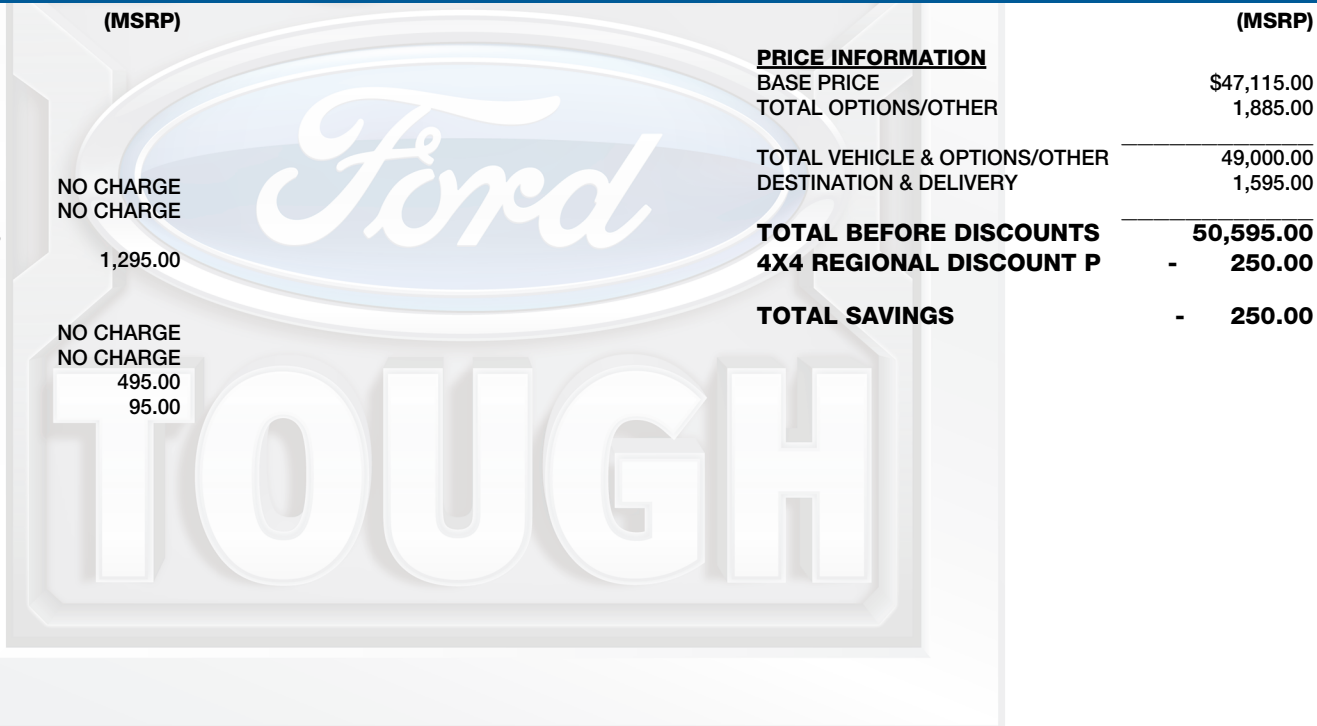 (MSRP)
NO CHARGE
NO CHARGE
1,295.00
NO CHARGE
NO CHARGE
495.00
95.00
Ford
TOUGH
(MSRP)
PRICE INFORMATION
BASE PRICE $47,115.00
TOTAL OPTIONS/OTHER 1,885.00
TOTAL VEHICLE & OPTIONS/OTHER 49,000.00
DESTINATION & DELIVERY 1,595.00
TOTAL BEFORE DISCOUNTS 50,595.00
4X4 REGIONAL DISCOUNT P - 250.00
TOTAL SAVINGS - 250.00